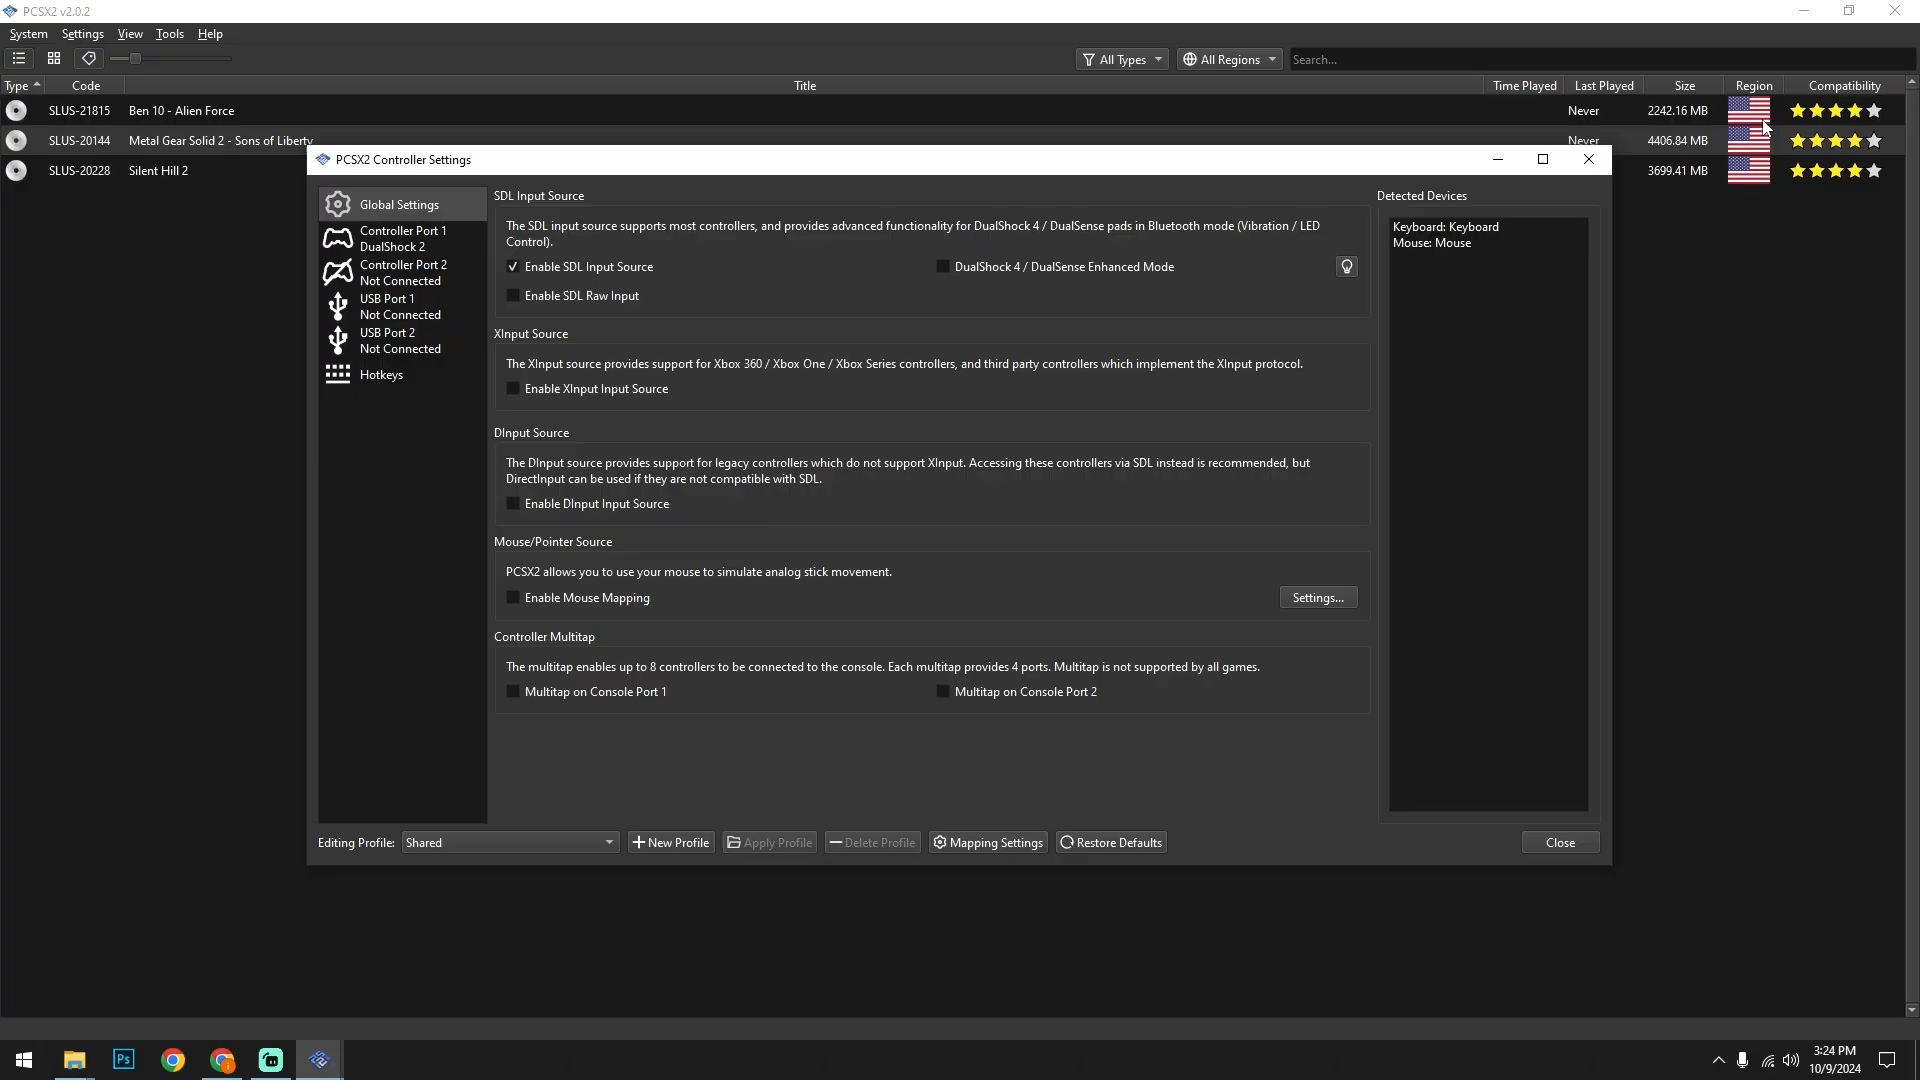 PCSX2 v2.0.2
System Settings View Tools Help
All Types All Regions Search...
Type Code Title Time Played Last Played Size Region Compatibility
SLUS-21815 Ben 10 - Alien Force Never 2242.16 MB
SLUS-20144 Metal Gear Solid 2 - Sons of Liberty Never 4406.84 MB
SLUS-20228 Silent Hill 2 3699.41 MB
PCSX2 Controller Settings
Global Settings
Controller Port 1
DualShock 2
Controller Port 2
Not Connected
USB Port 1
Not Connected
USB Port 2
Not Connected
Hotkeys
SDL Input Source
The SDL input source supports most controllers, and provides advanced functionality for DualShock 4 / DualSense pads in Bluetooth mode (Vibration / LED
Control).
Enable SDL Input Source DualShock 4 / DualSense Enhanced Mode
Enable SDL Raw Input
XInput Source
The XInput source provides support for Xbox 360 / Xbox One / Xbox Series controllers, and third party controllers which implement the XInput protocol.
Enable XInput Input Source
DInput Source
The DInput source provides support for legacy controllers which do not support XInput. Accessing these controllers via SDL instead is recommended, but
DirectInput can be used if they are not compatible with SDL.
Enable DInput Input Source
Mouse/Pointer Source
PCSX2 allows you to use your mouse to simulate analog stick movement.
Enable Mouse Mapping Settings...
Controller Multitap
The multitap enables up to 8 controllers to be connected to the console. Each multitap provides 4 ports. Multitap is not supported by all games.
Multitap on Console Port 1 Multitap on Console Port 2
Detected Devices
Keyboard: Keyboard
Mouse: Mouse
Editing Profile: Shared New Profile Apply Profile Delete Profile Mapping Settings Restore Defaults Close
Ps
3:24 PM
10/9/2024